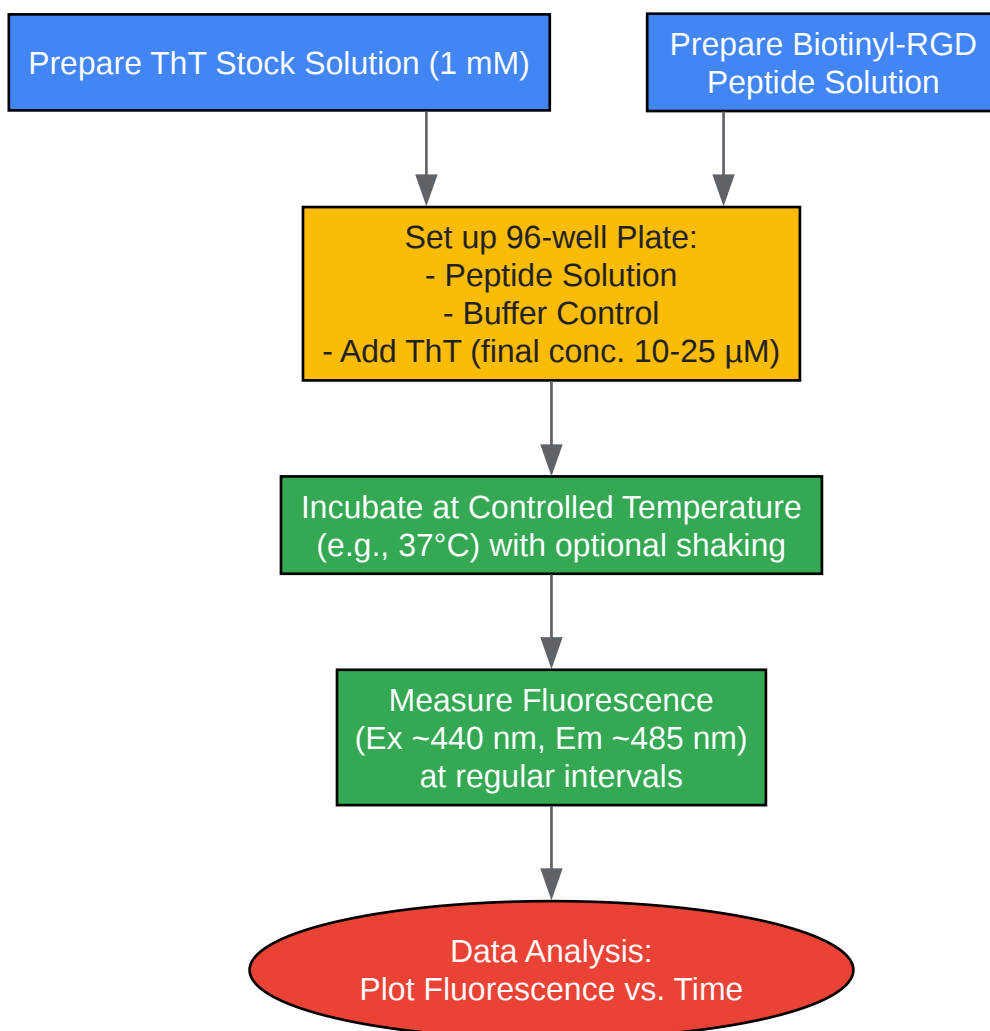 Prepare ThT Stock Solution (1 mM)
Prepare Biotinyl-RGD
Peptide Solution
Set up 96-well Plate:
- Peptide Solution
- Buffer Control
- Add ThT (final conc. 10-25 µM)
Incubate at Controlled Temperature
(e.g., 37°C) with optional shaking
Measure Fluorescence
(Ex ~440 nm, Em ~485 nm)
at regular intervals
Data Analysis:
Plot Fluorescence vs. Time